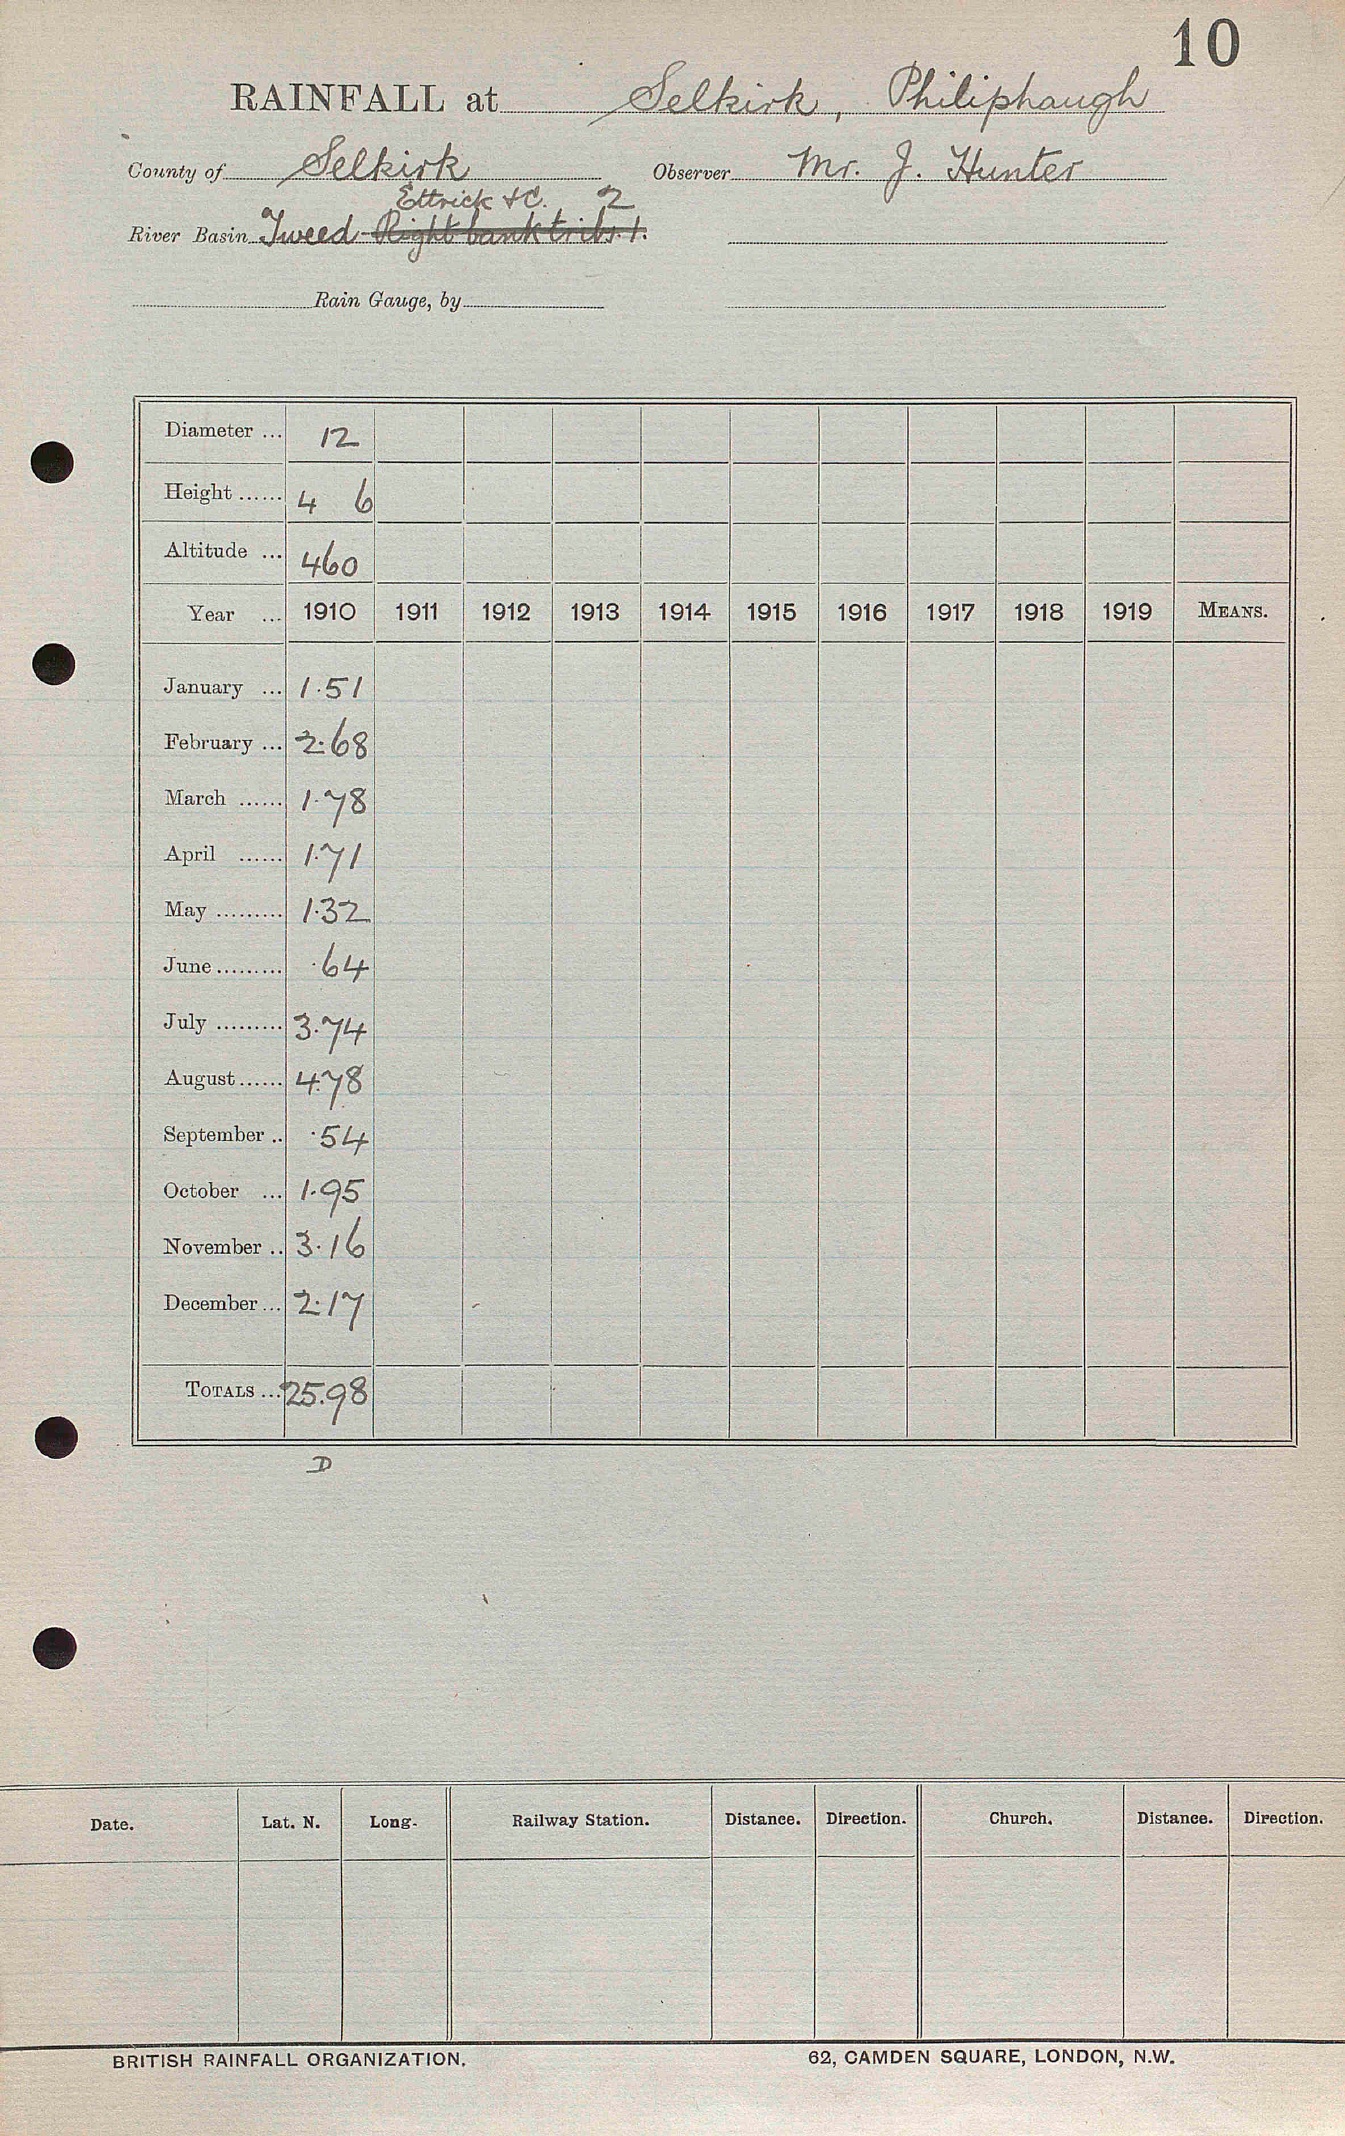 10
RAINFALL at Selkirk, Philiphaugh
County of Selkirk Observer Mr. J. Hunter
Ettrick &C. 2
River Basin Tweed - Right bank tribs. 1.
Rain Gauge, by
Diameter ... 12
Height ...... 4 6
Altitude ... 460
Year ... 1910 1911 1912 1913 1914 1915 1916 1917 1918 1919 MEANS.
January ... 1.51
February ... 2.68
March ...... 1.78
April ...... 1.71
May ......... 1.32
June ......... .64
July ......... 3.74
August ...... 4.78
September .. .54
October ... 1.95
November .. 3.16
December ... 2.17
TOTALS ... 25.98
D
Date. Lat. N. Long. Railway Station. Distance. Direction. Church. Distance. Direction.
BRITISH RAINFALL ORGANIZATION. 62, CAMDEN SQUARE, LONDON, N.W.